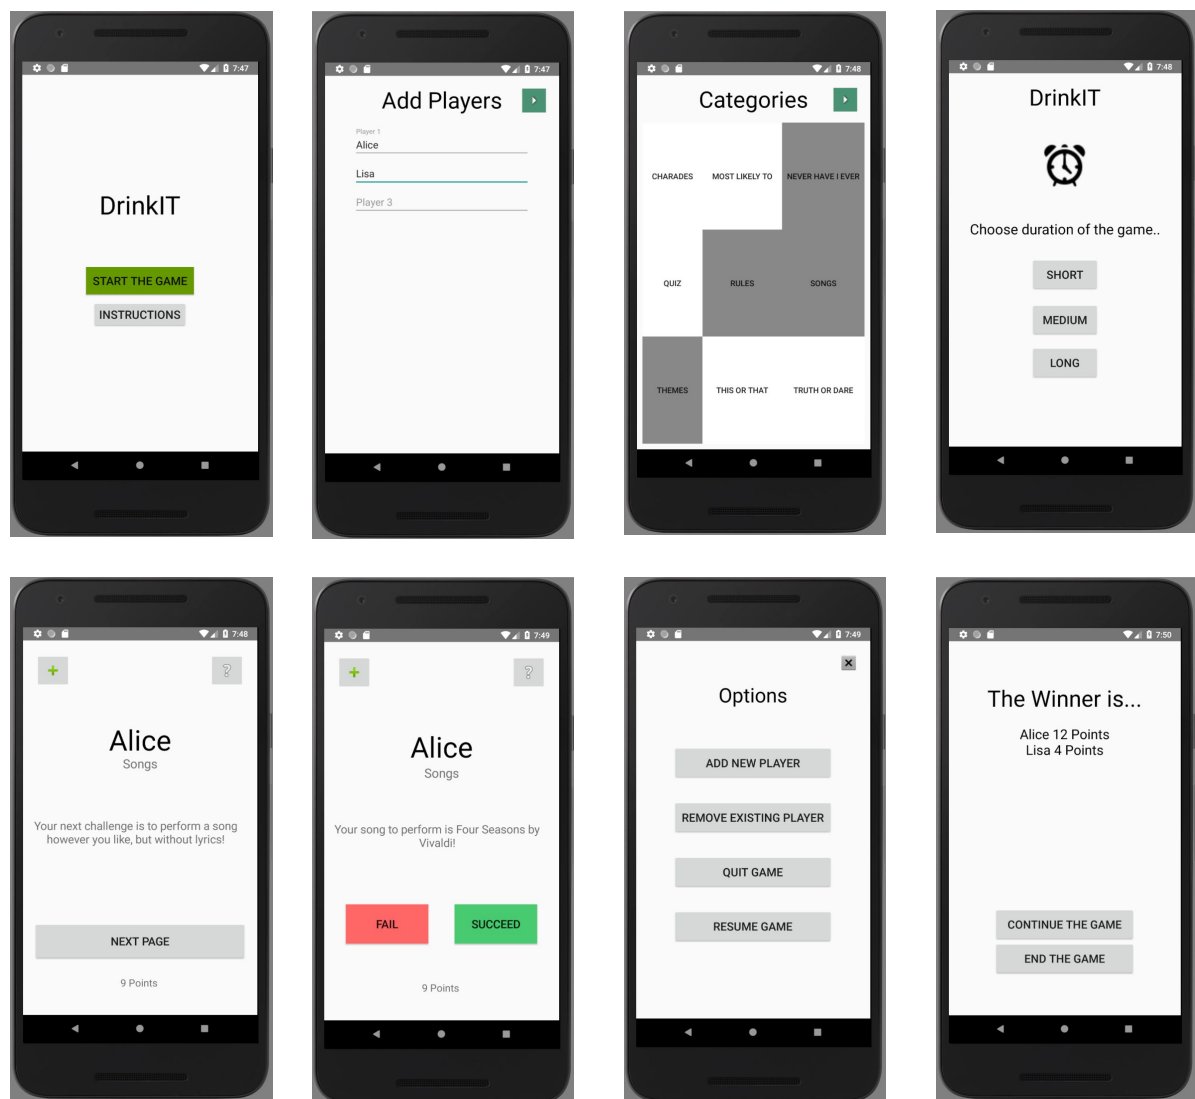 7:47
DrinkIT
START THE GAME
INSTRUCTIONS
7:47
Add Players
Player 1
Alice
Lisa
Player 3
7:48
Categories
CHARADES MOST LIKELY TO NEVER HAVE I EVER
QUIZ RULES SONGS
THEMES THIS OR THAT TRUTH OR DARE
7:48
DrinkIT
Choose duration of the game..
SHORT
MEDIUM
LONG
7:48
+ ?
Alice
Songs
Your next challenge is to perform a song
however you like, but without lyrics!
NEXT PAGE
9 Points
7:49
+ ?
Alice
Songs
Your song to perform is Four Seasons by
Vivaldi!
FAIL SUCCEED
9 Points
7:49
Options
ADD NEW PLAYER
REMOVE EXISTING PLAYER
QUIT GAME
RESUME GAME
7:50
The Winner is...
Alice 12 Points
Lisa 4 Points
CONTINUE THE GAME
END THE GAME